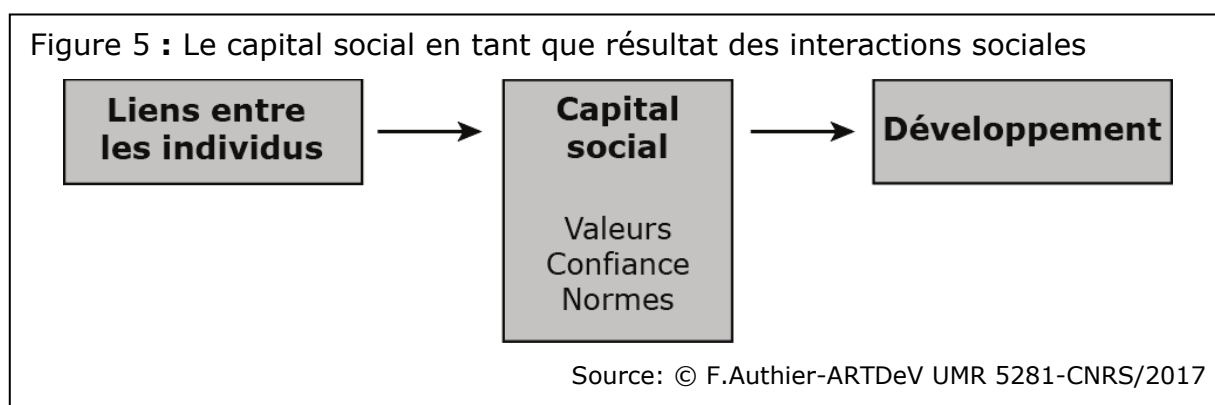 Figure 5 : Le capital social en tant que résultat des interactions sociales
Liens entre
les individus
Capital
social
Valeurs
Confiance
Normes
Développement
Source: © F.Authier-ARTDeV UMR 5281-CNRS/2017